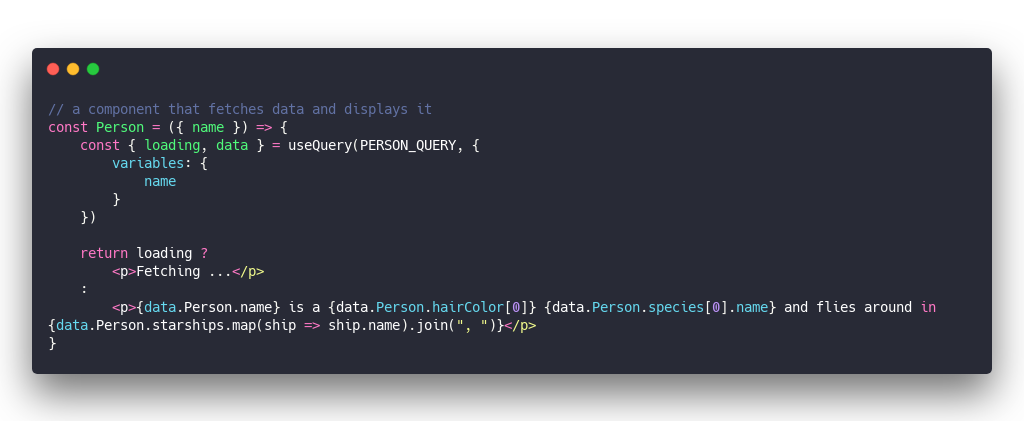 // a component that fetches data and displays it
const Person = ({ name }) => {
    const { loading, data } = useQuery(PERSON_QUERY, {
        variables: {
            name
        }
    })

    return loading ?
        <p>Fetching ...</p>
    :
        <p>{data.Person.name} is a {data.Person.hairColor[0]} {data.Person.species[0].name} and flies around in
{data.Person.starships.map(ship => ship.name).join(", ")}</p>
}